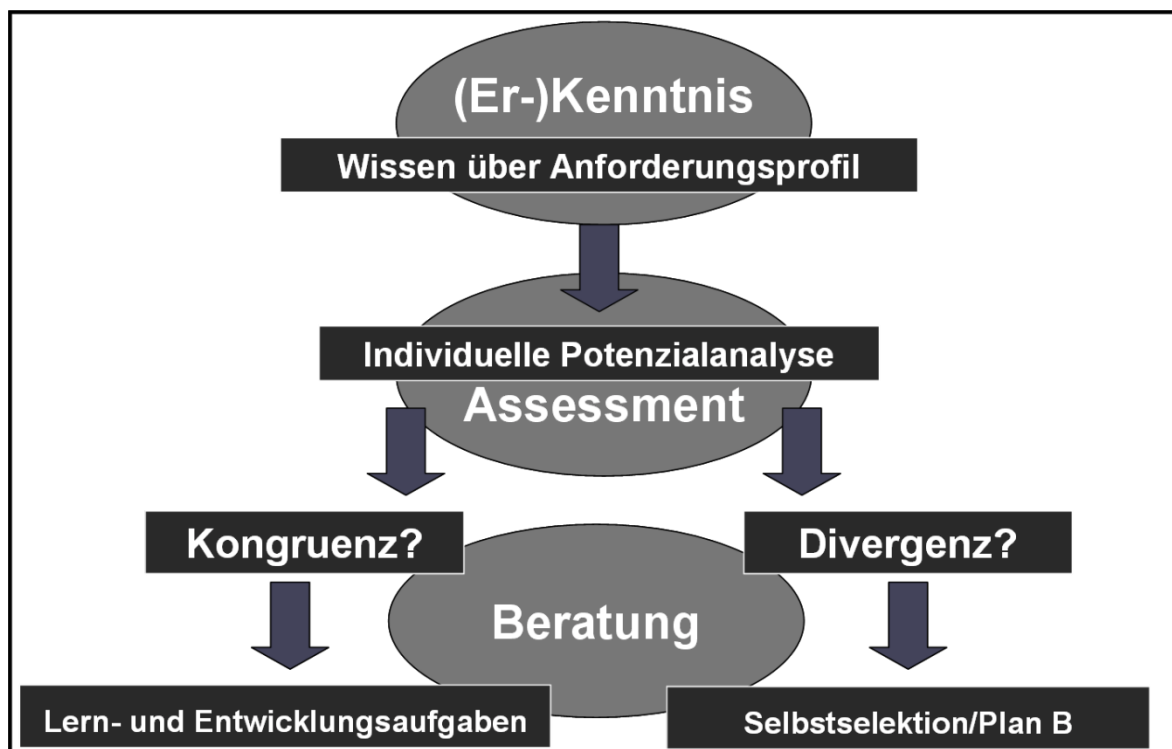 (Er-)Kenntnis
Wissen über Anforderungsprofil
Individuelle Potenzialanalyse
Assessment
Kongruenz?
Divergenz?
Beratung
Lern- und Entwicklungsaufgaben
Selbstselektion/Plan B